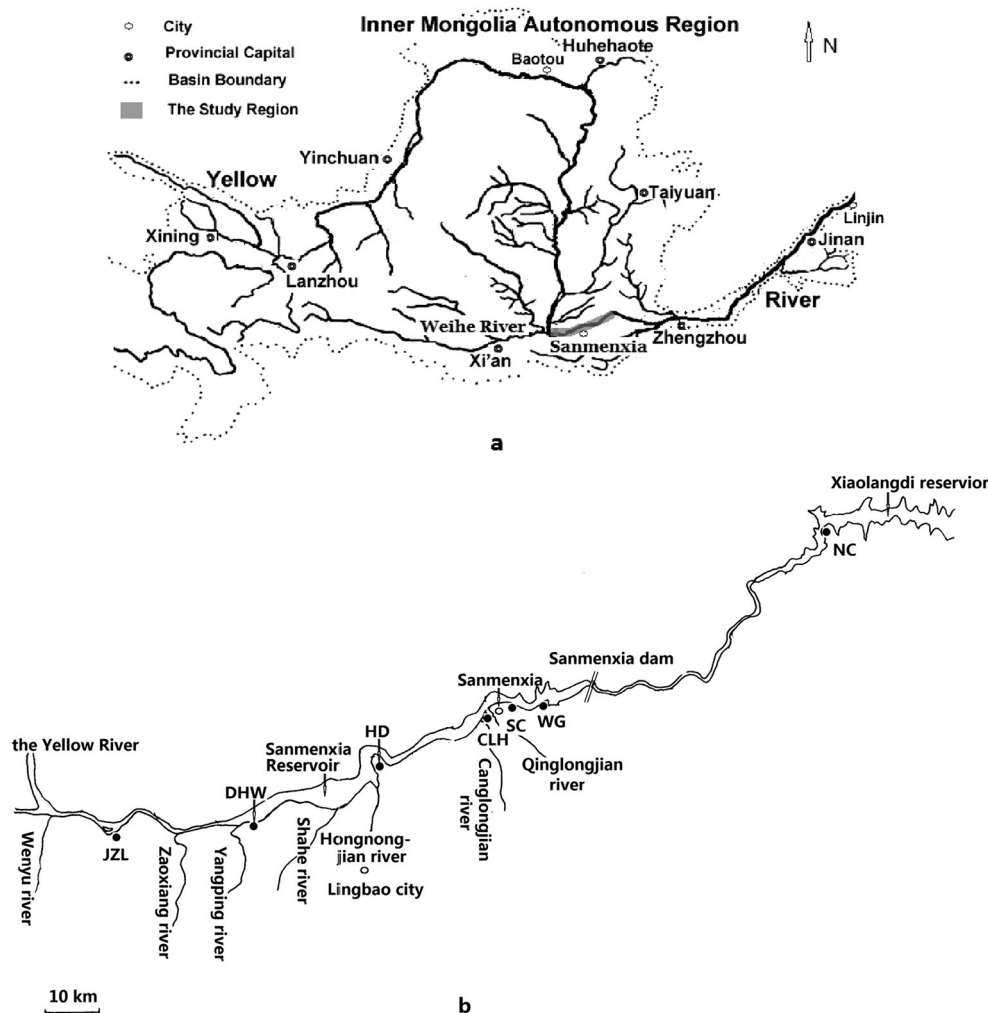 City
Provincial Capital
Basin Boundary
The Study Region
Inner Mongolia Autonomous Region
Huhehaote
Baotou
N
Yinchuan
Yellow
Taiyuan
Xining
Linjin
Jinan
Lanzhou
River
Weihe River
Zhengzhou
Sanmenxia
Xi'an
a
Xiaolangdi reservior
NC
Sanmenxia dam
Sanmenxia
WG
SC
CLH
HD
the Yellow River
Sanmenxia
Reservoir
Qinglongjian
river
Canglongjian
river
DHW
JZL
Wenyu river
Zaoxiang river
Yangping river
Shahe river
Hongnong-
jian river
Lingbao city
10 km
b